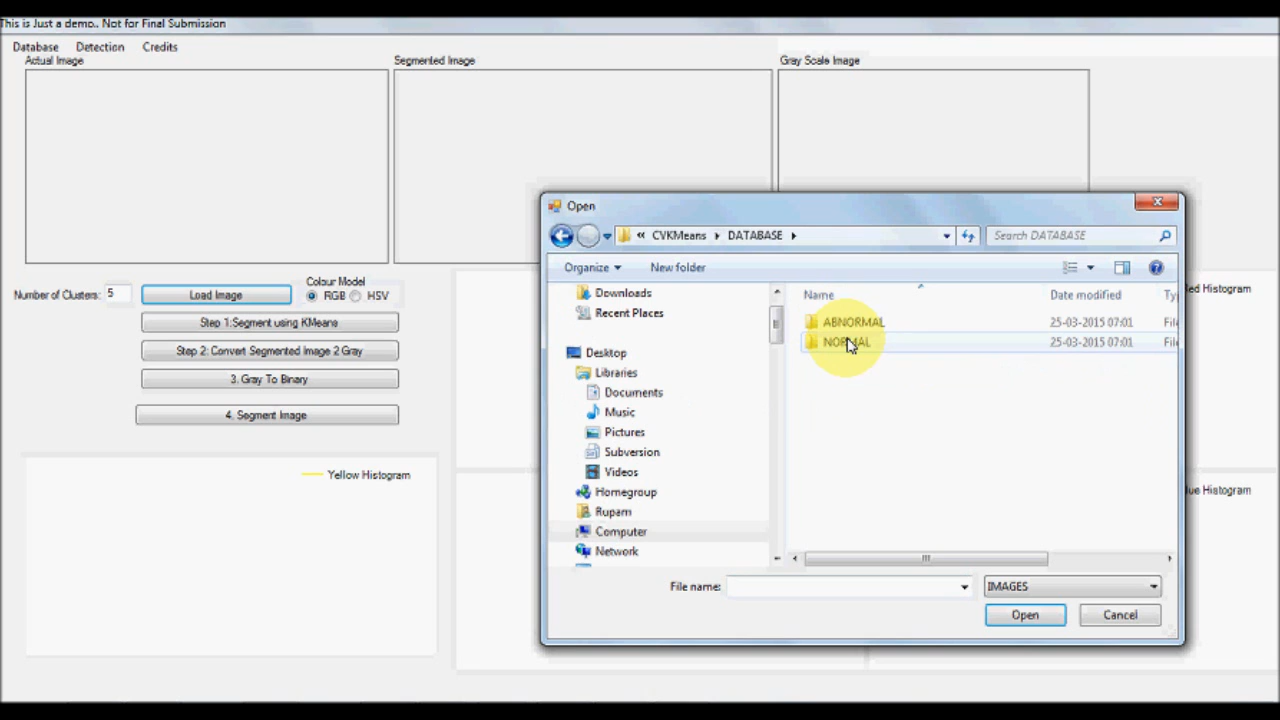 This is Just a demo.. Not for Final Submission
Database Detection Credits
Actual Image
Segmented Image
Gray Scale Image
Number of Clusters: 5
Load Image
Colour Model
RGB HSV
Step 1:Segment using KMeans
Step 2: Convert Segmented Image 2 Gray
3. Gray To Binary
4. Segment Image
Yellow Histogram
Open
« CVKMeans DATABASE
Search DATABASE
Organize New folder
Downloads
Recent Places
Desktop
Libraries
Documents
Music
Pictures
Subversion
Videos
Homegroup
Rupam
Computer
Network
Name Date modified
ABNORMAL 25-03-2015 07:01 Fil
NORMAL 25-03-2015 07:01 Fil
File name:
IMAGES
Open Cancel
ed Histogram
ue Histogram